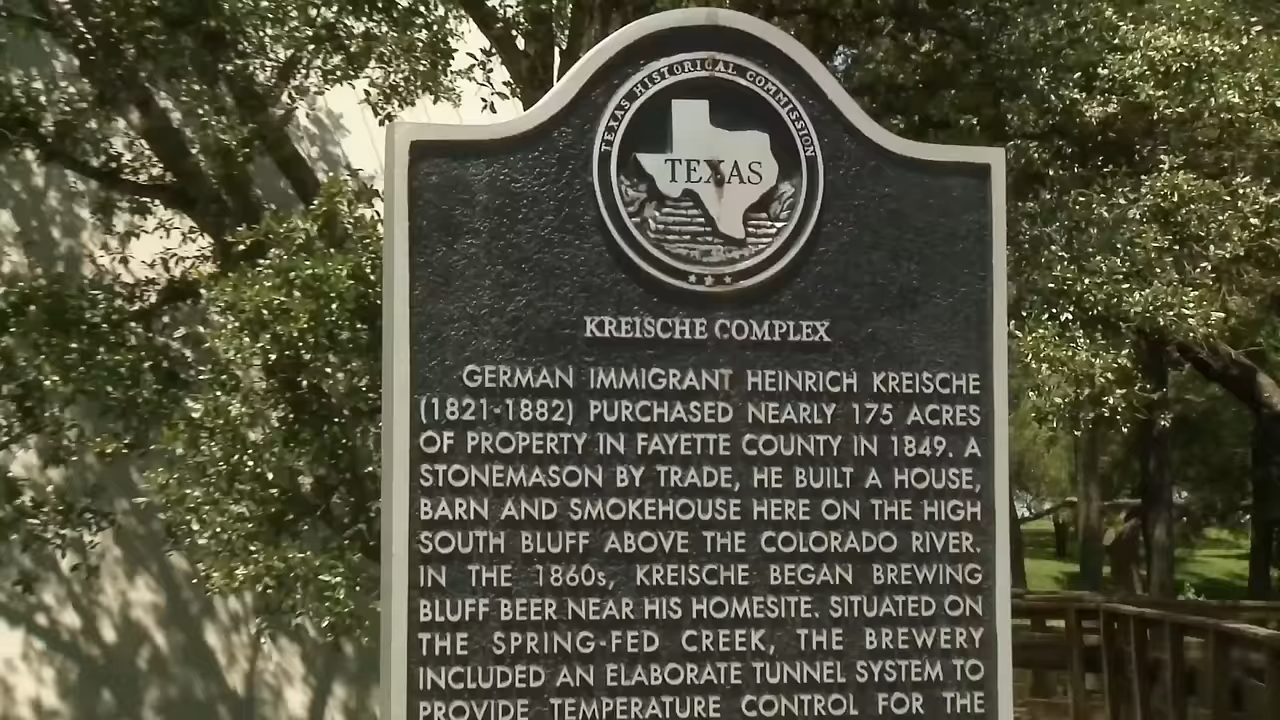 TEXAS HISTORICAL COMMISSION
TEXAS
KREISCHE COMPLEX
GERMAN IMMIGRANT HEINRICH KREISCHE
(1821-1882) PURCHASED NEARLY 175 ACRES
OF PROPERTY IN FAYETTE COUNTY IN 1849. A
STONEMASON BY TRADE, HE BUILT A HOUSE,
BARN AND SMOKEHOUSE HERE ON THE HIGH
SOUTH BLUFF ABOVE THE COLORADO RIVER.
IN THE 1860s, KREISCHE BEGAN BREWING
BLUFF BEER NEAR HIS HOMESITE. SITUATED ON
THE SPRING-FED CREEK, THE BREWERY
INCLUDED AN ELABORATE TUNNEL SYSTEM TO
PROVIDE TEMPERATURE CONTROL FOR THE